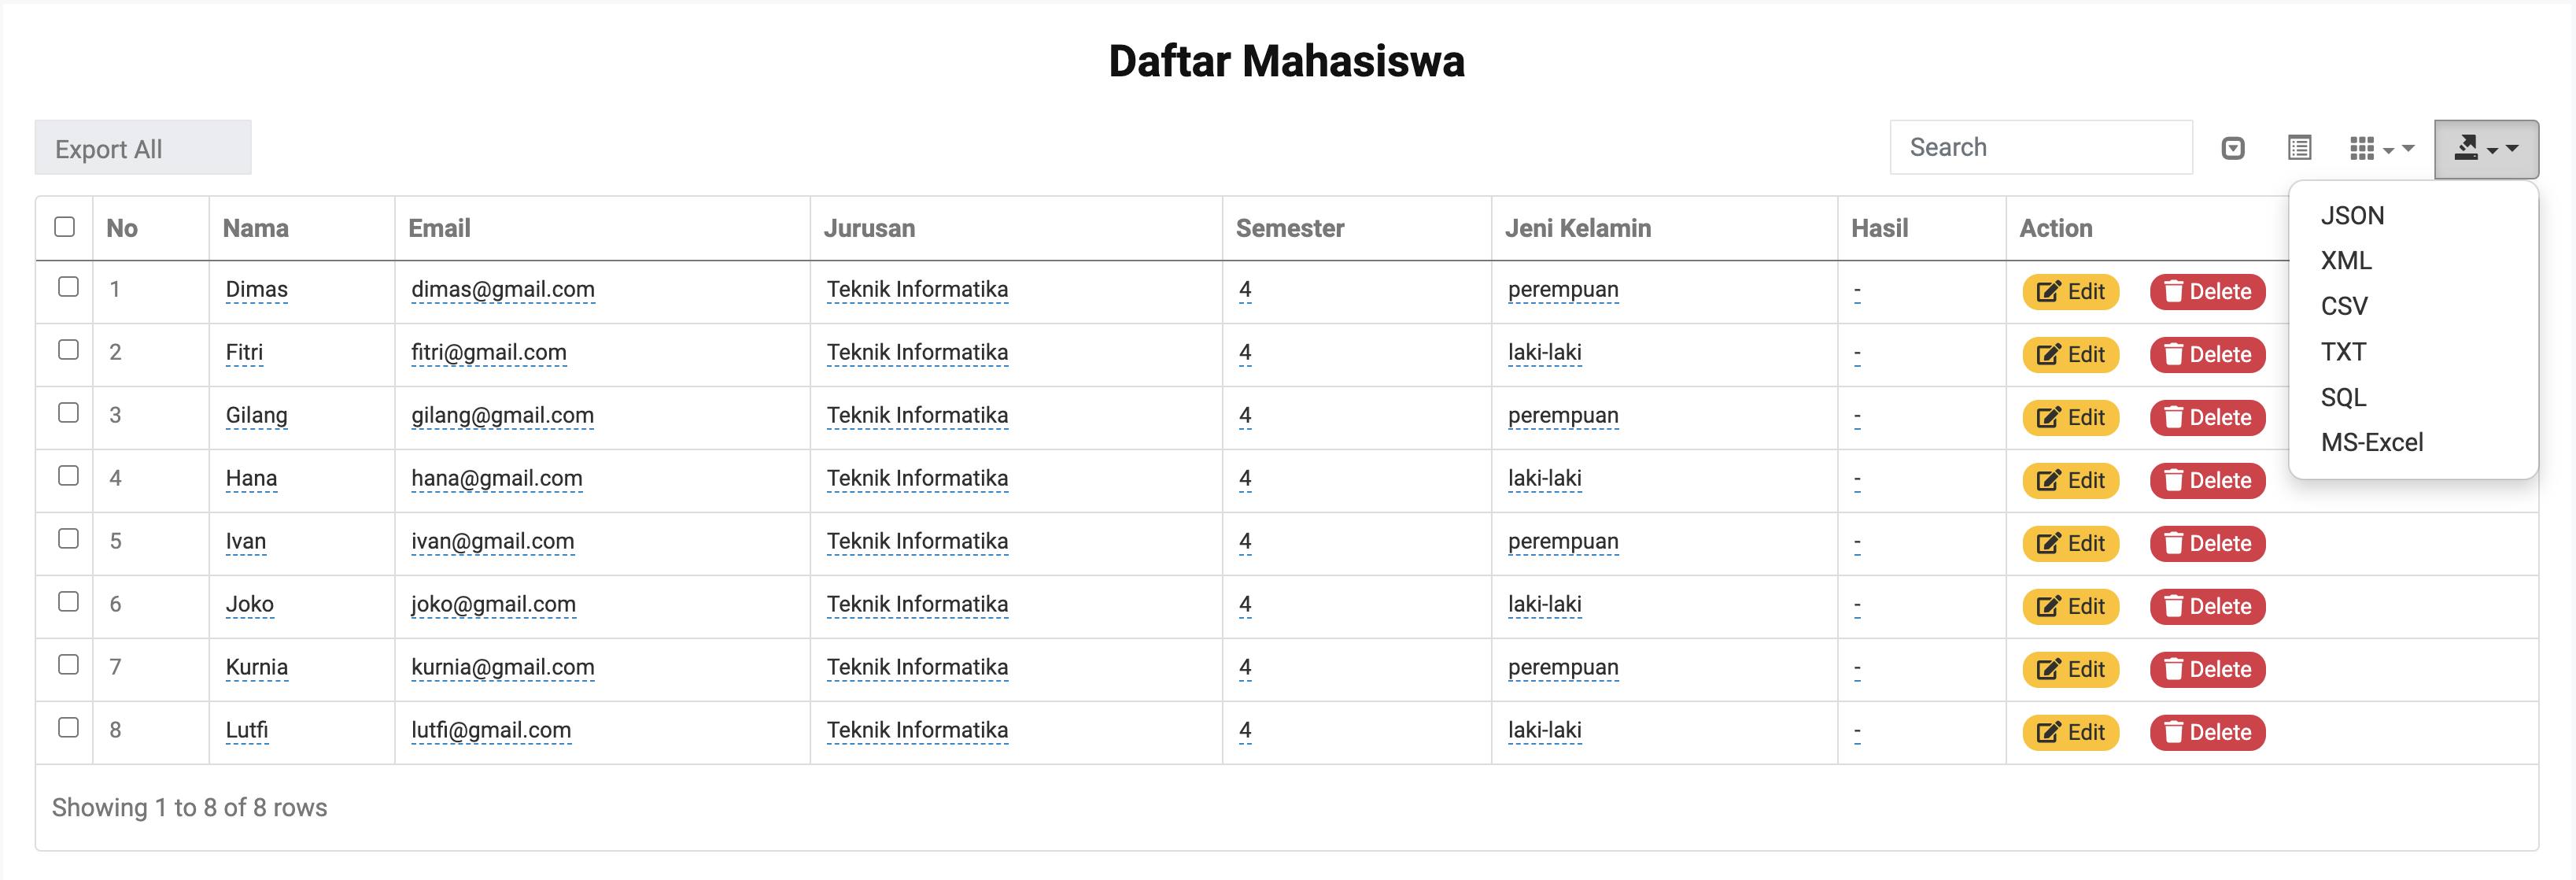 Daftar Mahasiswa
Export All
Search
JSON
XML
CSV
TXT
SQL
MS-Excel
No Nama Email Jurusan Semester Jeni Kelamin Hasil Action
1 Dimas dimas@gmail.com Teknik Informatika 4 perempuan - Edit Delete
2 Fitri fitri@gmail.com Teknik Informatika 4 laki-laki - Edit Delete
3 Gilang gilang@gmail.com Teknik Informatika 4 perempuan - Edit Delete
4 Hana hana@gmail.com Teknik Informatika 4 laki-laki - Edit Delete
5 Ivan ivan@gmail.com Teknik Informatika 4 perempuan - Edit Delete
6 Joko joko@gmail.com Teknik Informatika 4 laki-laki - Edit Delete
7 Kurnia kurnia@gmail.com Teknik Informatika 4 perempuan - Edit Delete
8 Lutfi lutfi@gmail.com Teknik Informatika 4 laki-laki - Edit Delete
Showing 1 to 8 of 8 rows